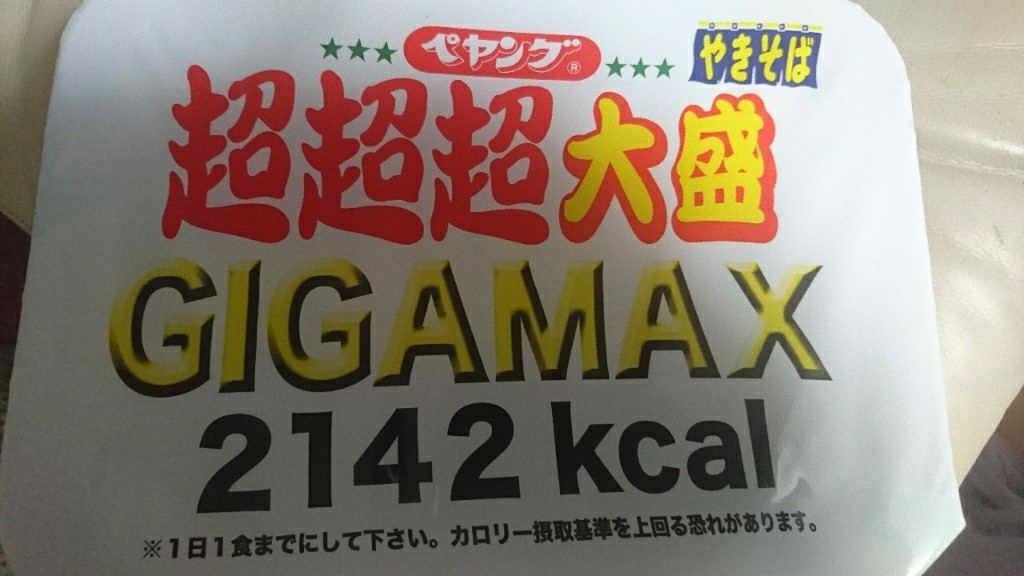 ★★★ ペヤング® ★★★ やきそば
超超超大盛
GIGAMAX
2142 kcal
※1日1食までにして下さい。カロリー摂取基準を上回る恐れがあります。